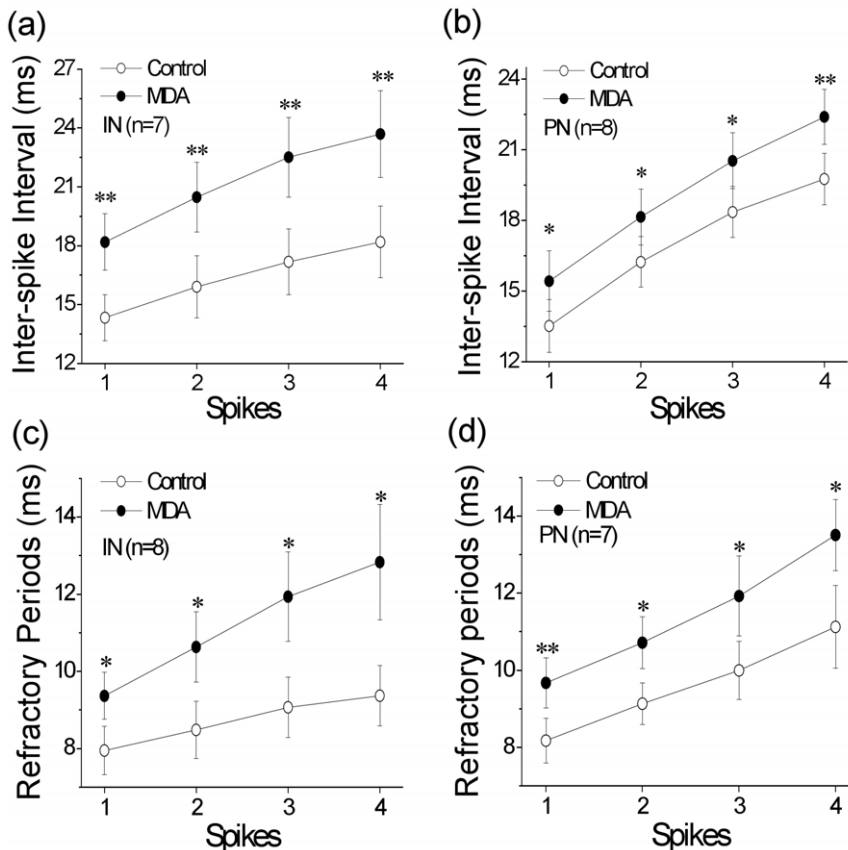 (a)
Inter-spike Interval (ms)
27
24
21
18
15
12
Control
MDA
IN (n=7)
**
**
**
**
1 2 3 4
Spikes
(b)
Inter-spike Interval (ms)
24
21
18
15
12
Control
MDA
PN (n=8)
*
*
*
**
1 2 3 4
Spikes
(c)
Refractory Periods (ms)
14
12
10
8
Control
MDA
IN (n=8)
*
*
*
*
1 2 3 4
Spikes
(d)
Refractory periods (ms)
14
12
10
8
Control
MDA
PN (n=7)
**
*
*
*
1 2 3 4
Spikes